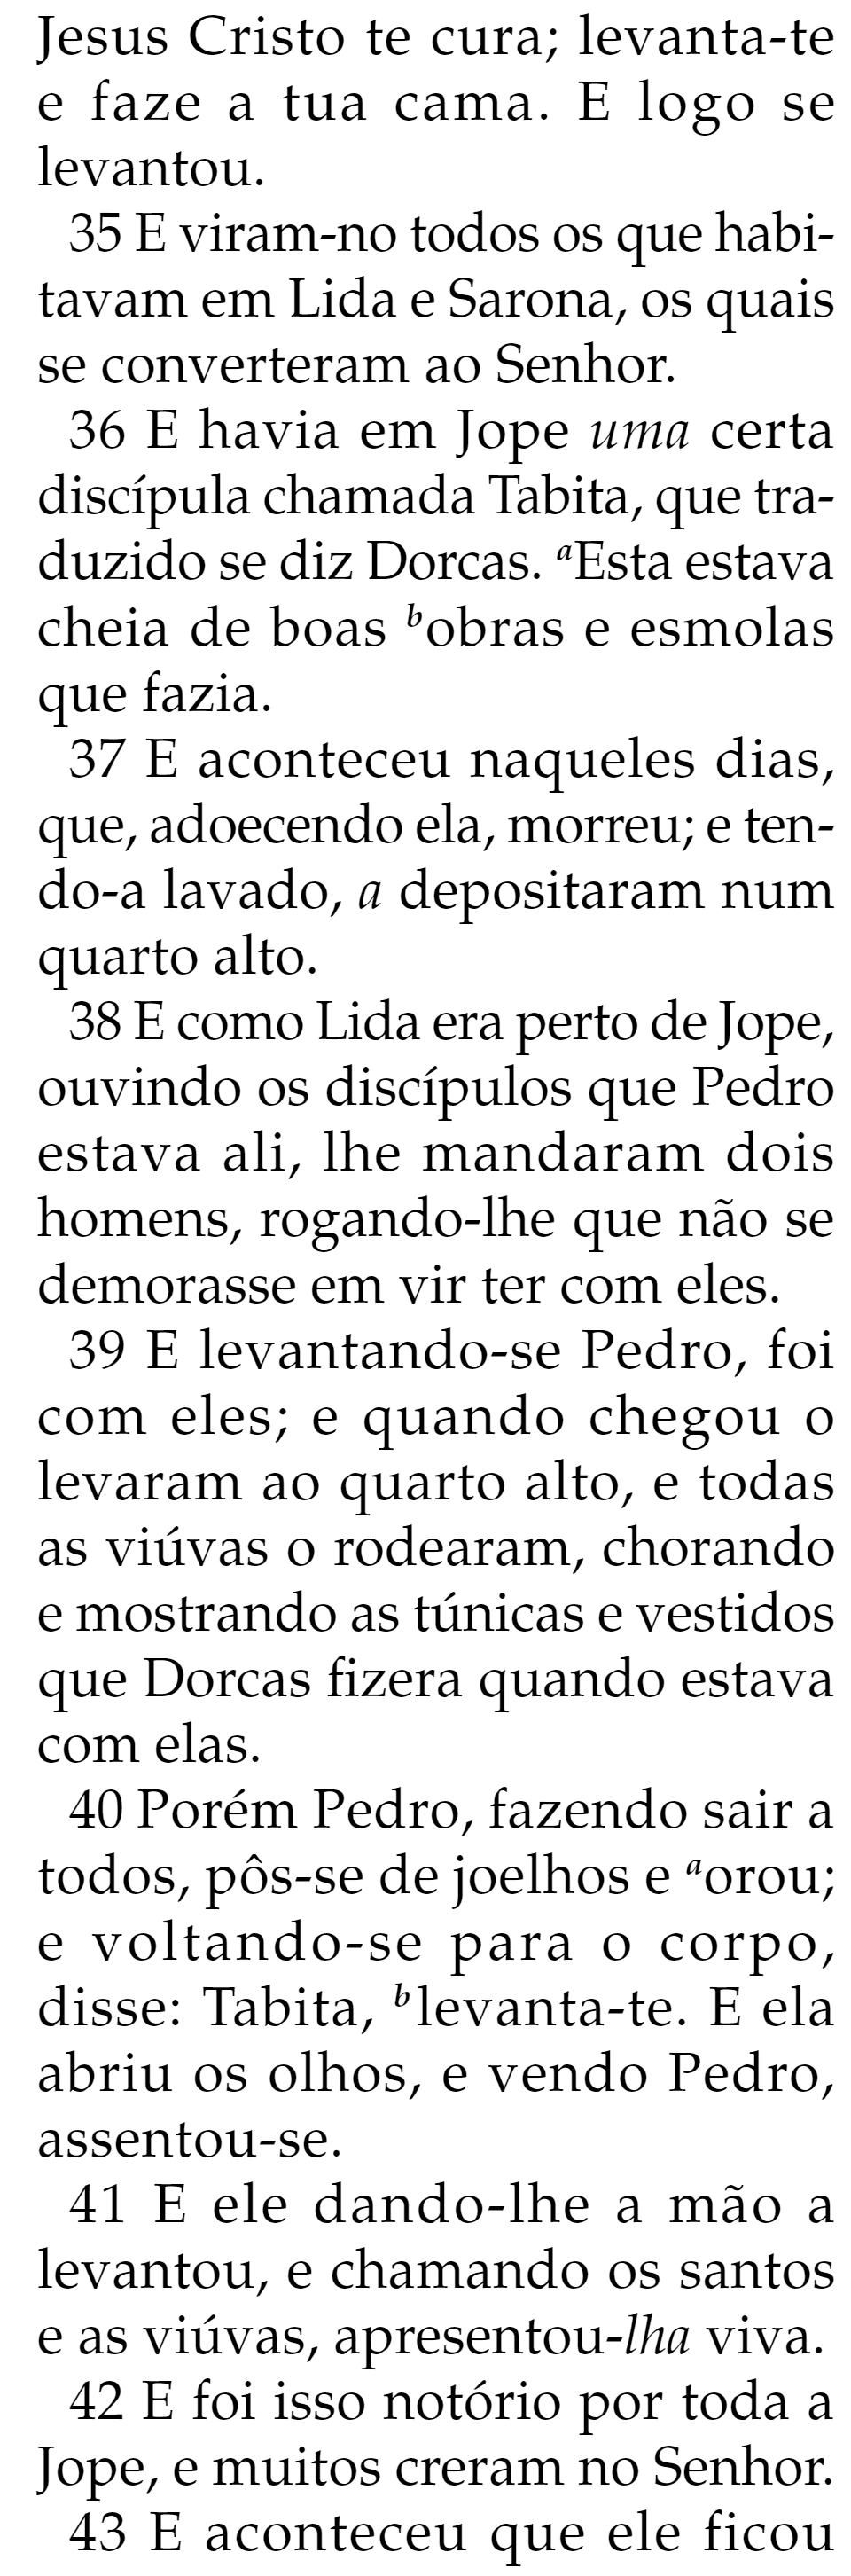 Jesus Cristo te cura; levanta-te
e faze a tua cama. E logo se
levantou.
35 E viram-no todos os que habi-
tavam em Lida e Sarona, os quais
se converteram ao Senhor.
36 E havia em Jope uma certa
discípula chamada Tabita, que tra-
duzido se diz Dorcas. aEsta estava
cheia de boas bobras e esmolas
que fazia.
37 E aconteceu naqueles dias,
que, adoecendo ela, morreu; e ten-
do-a lavado, a depositaram num
quarto alto.
38 E como Lida era perto de Jope,
ouvindo os discípulos que Pedro
estava ali, lhe mandaram dois
homens, rogando-lhe que não se
demorasse em vir ter com eles.
39 E levantando-se Pedro, foi
com eles; e quando chegou o
levaram ao quarto alto, e todas
as viúvas o rodearam, chorando
e mostrando as túnicas e vestidos
que Dorcas fizera quando estava
com elas.
40 Porém Pedro, fazendo sair a
todos, pôs-se de joelhos e aorou;
e voltando-se para o corpo,
disse: Tabita, blevanta-te. E ela
abriu os olhos, e vendo Pedro,
assentou-se.
41 E ele dando-lhe a mão a
levantou, e chamando os santos
e as viúvas, apresentou-lha viva.
42 E foi isso notório por toda a
Jope, e muitos creram no Senhor.
43 E aconteceu que ele ficou